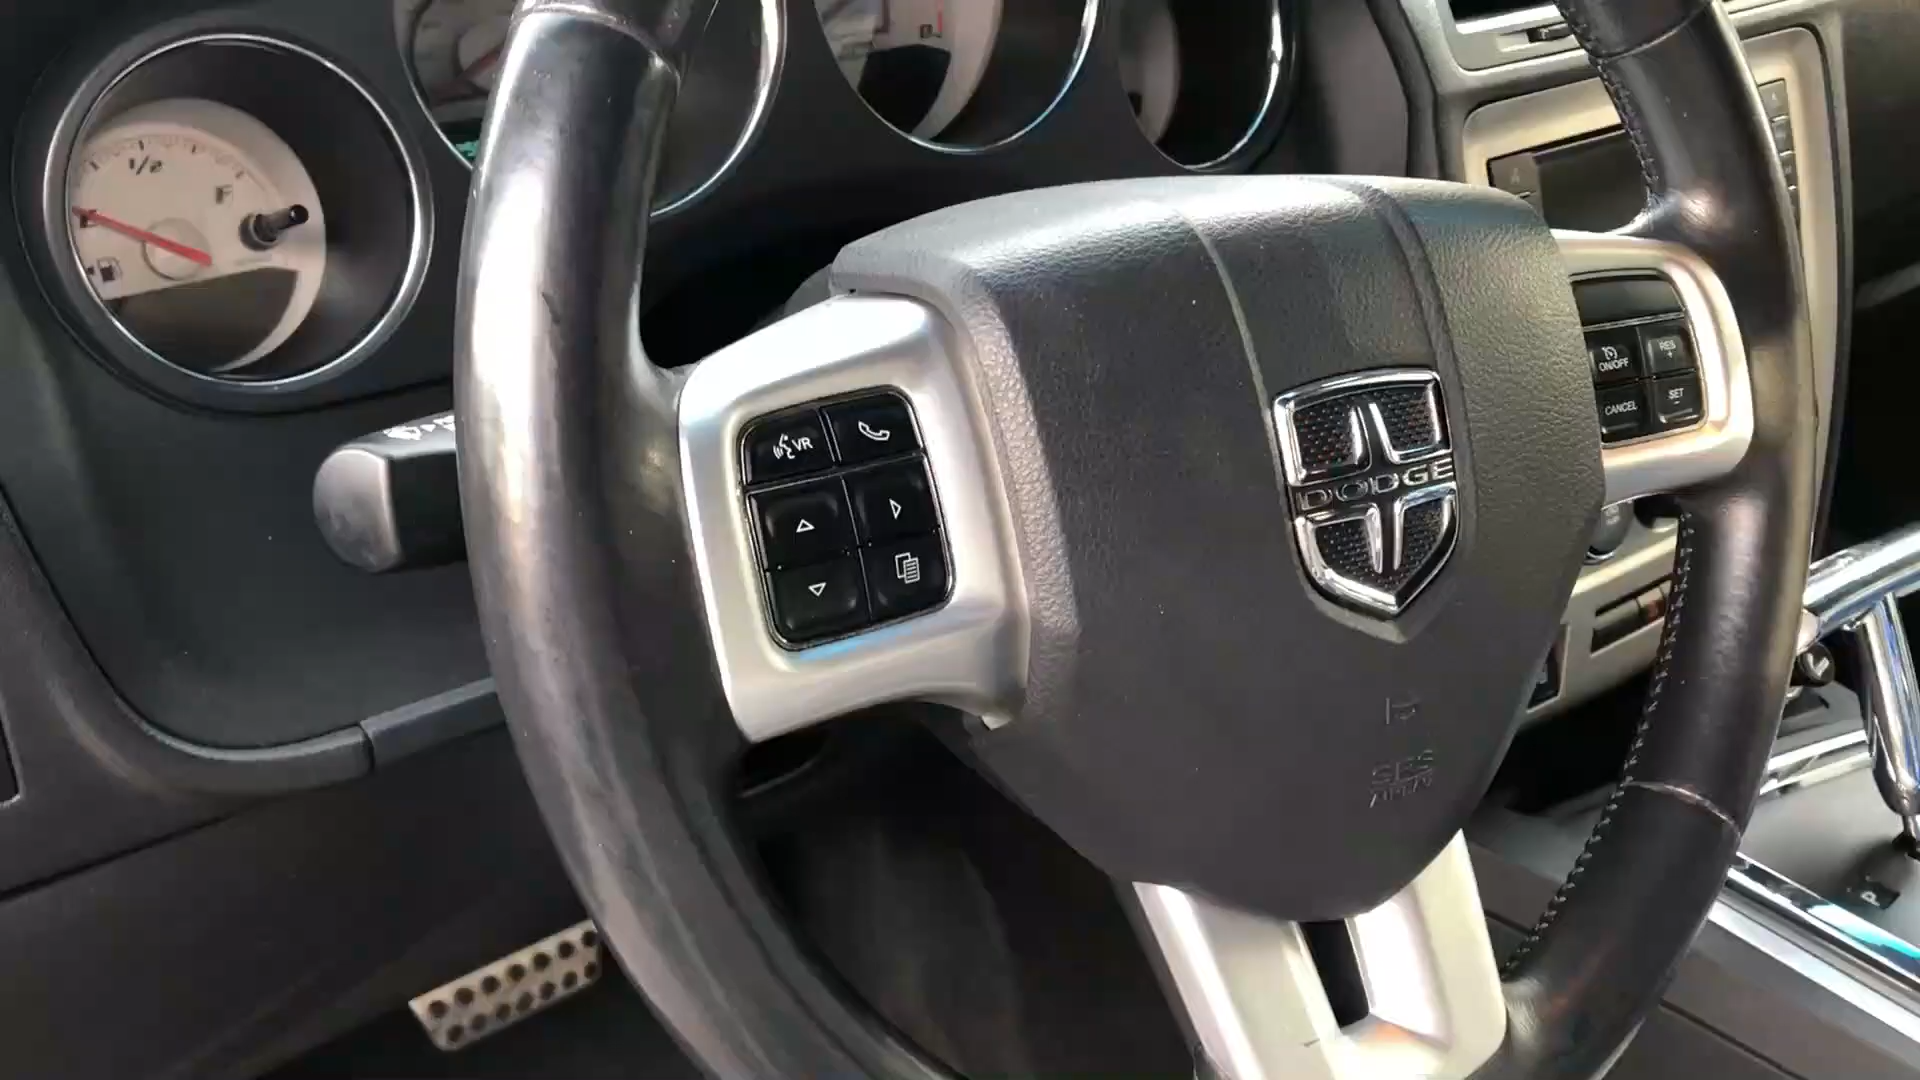 1/2
E
VR
ON/OFF
RES
+
CANCEL
SET
-
DODGE
SRS
AIRBAG
P